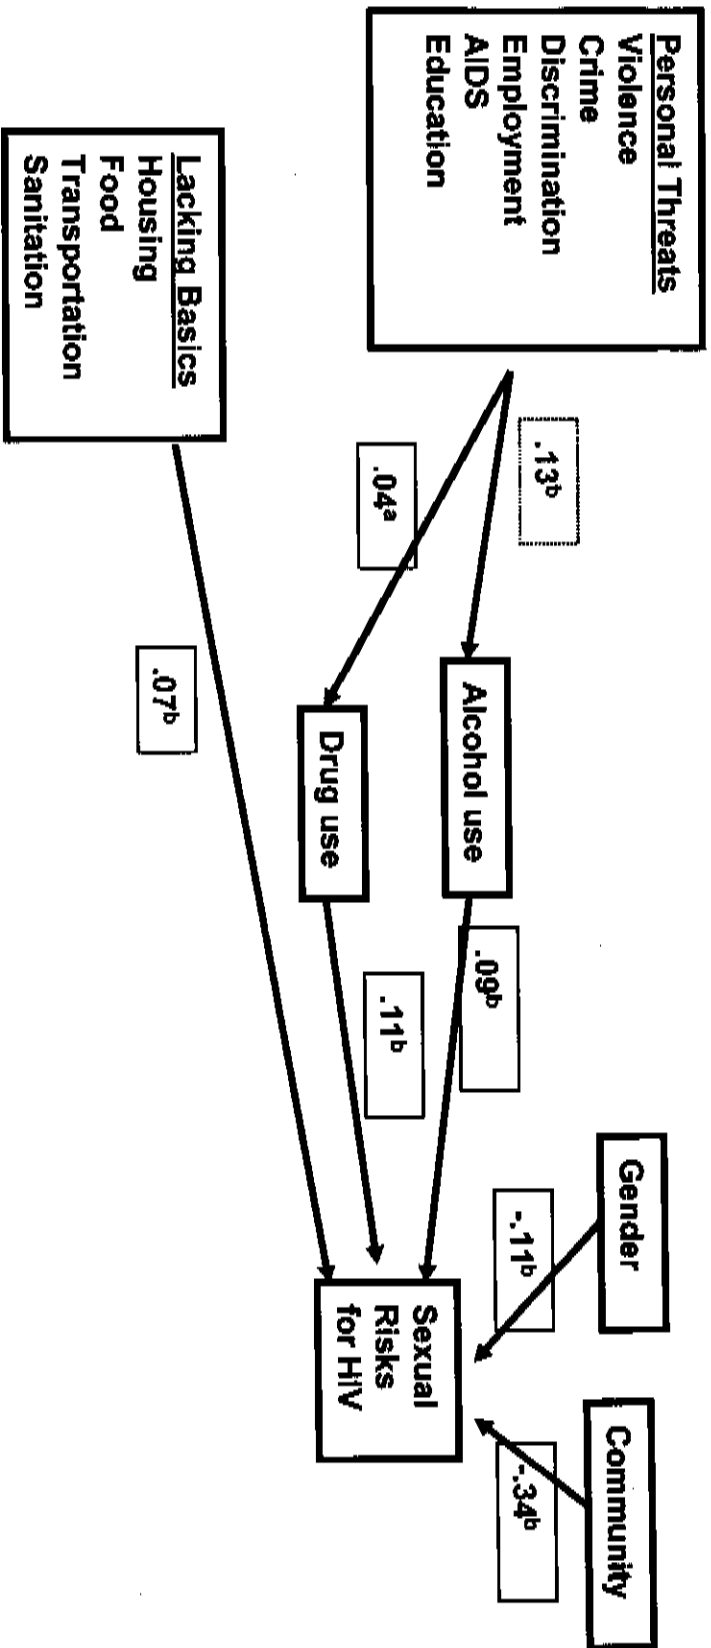 Personal Threats
Violence
Crime
Discrimination
Employment
AIDS
Education
.13ᵇ
.04ᵃ
Alcohol use
Drug use
.09ᵇ
.11ᵇ
Gender
-.11ᵇ
Community
-.34ᵇ
Sexual
Risks
for HIV
Lacking Basics
Housing
Food
Transportation
Sanitation
.07ᵇ